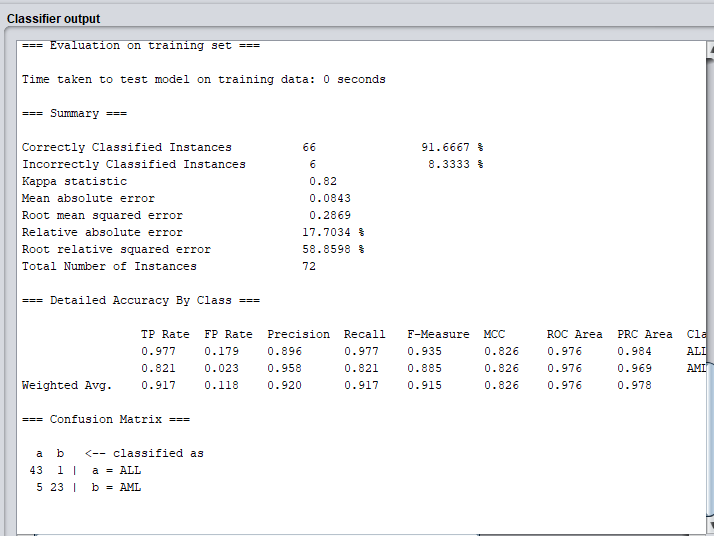 Classifier output
=== Evaluation on training set ===
Time taken to test model on training data: 0 seconds
=== Summary ===
Correctly Classified Instances 66 91.6667 %
Incorrectly Classified Instances 6 8.3333 %
Kappa statistic 0.82
Mean absolute error 0.0843
Root mean squared error 0.2869
Relative absolute error 17.7034 %
Root relative squared error 58.8598 %
Total Number of Instances 72
=== Detailed Accuracy By Class ===
TP Rate FP Rate Precision Recall F-Measure MCC ROC Area PRC Area Cla
0.977 0.179 0.896 0.977 0.935 0.826 0.976 0.984 ALL
0.821 0.023 0.958 0.821 0.885 0.826 0.976 0.969 AML
Weighted Avg. 0.917 0.118 0.920 0.917 0.915 0.826 0.976 0.978
=== Confusion Matrix ===
a b <-- classified as
43 1 | a = ALL
5 23 | b = AML